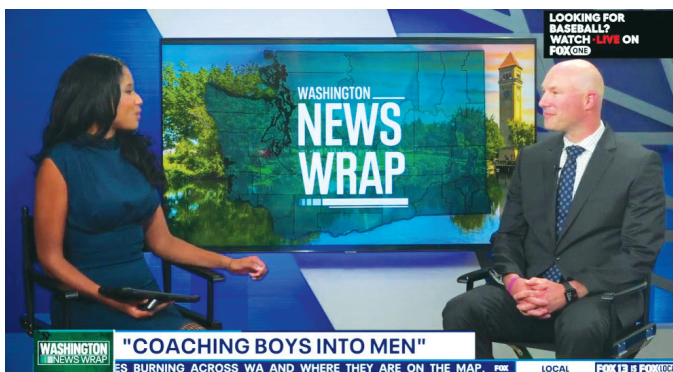 LOOKING FOR
BASEBALL?
WATCH LIVE ON
FOX ONE
WASHINGTON
NEWS
WRAP
WASHINGTON
NEWS WRAP
"COACHING BOYS INTO MEN"
ES BURNING ACROSS WA AND WHERE THEY ARE ON THE MAP.
FOX
LOCAL
FOX 13 IS FOX LOCA